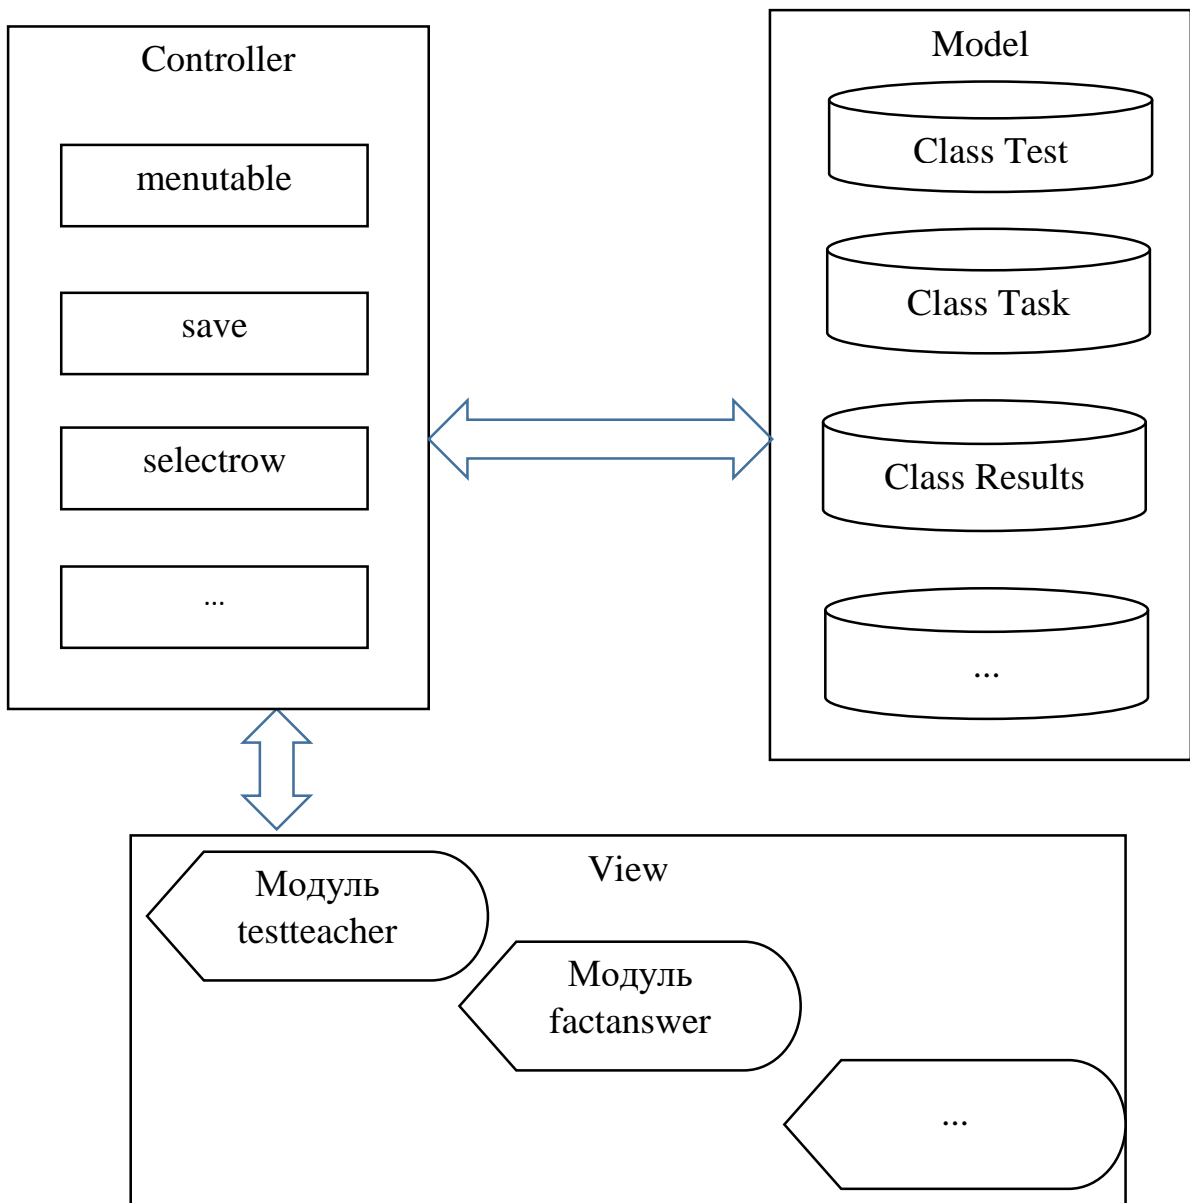 Controller
menutable
save
selectrow
...
Model
Class Test
Class Task
Class Results
...
View
Модуль
testteacher
Модуль
factanswer
...